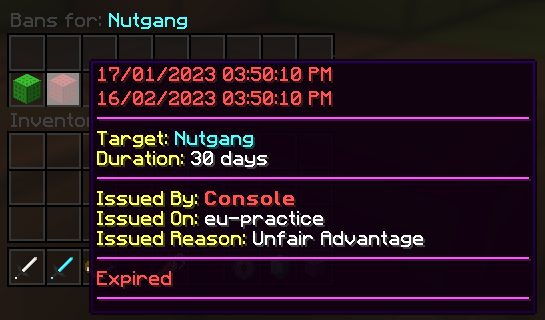 Bans for: Nutgang
17/01/2023 03:50:10 PM
16/02/2023 03:50:10 PM
Inventor
Target: Nutgang
Duration: 30 days
Issued By: Console
Issued On: eu-practice
Issued Reason: Unfair Advantage
Expired